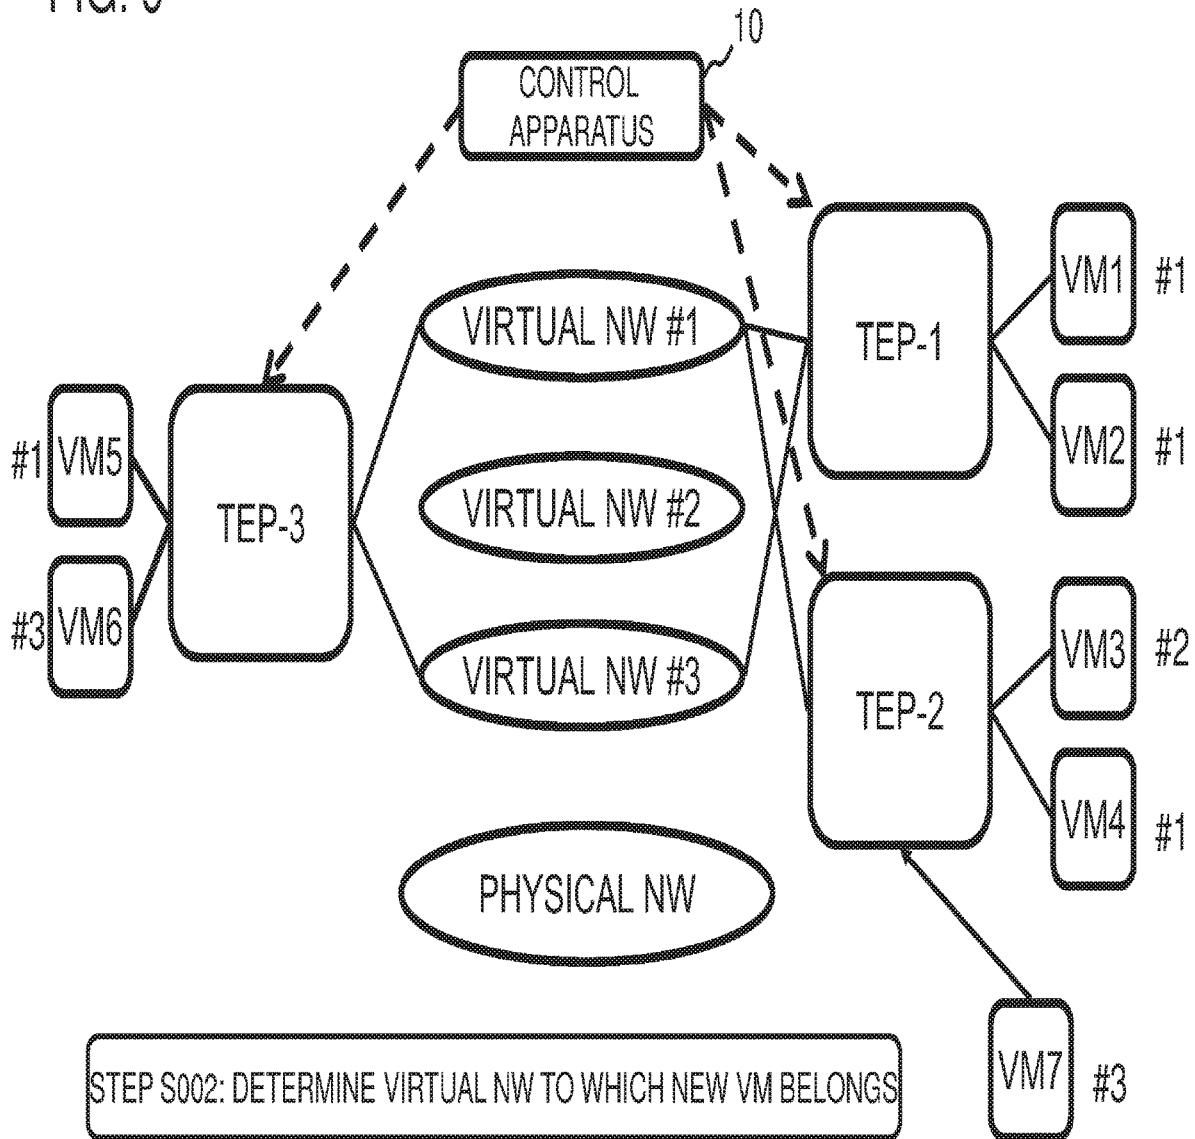 10
CONTROL
APPARATUS
VIRTUAL NW #1
TEP-1
VM1 #1
VM2 #1
#1 VM5
TEP-3
VIRTUAL NW #2
#3 VM6
VIRTUAL NW #3
TEP-2
VM3 #2
VM4 #1
PHYSICAL NW
VM7 #3
STEP S002: DETERMINE VIRTUAL NW TO WHICH NEW VM BELONGS